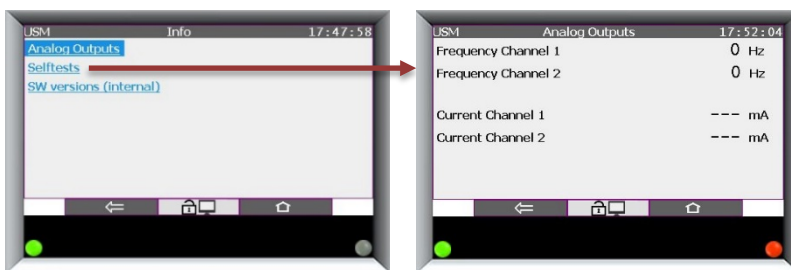 USM Info 17:47:58
Analog Outputs
Selftests
SW versions (internal)
USM Analog Outputs 17:52:04
Frequency Channel 1 0 Hz
Frequency Channel 2 0 Hz
Current Channel 1 --- mA
Current Channel 2 --- mA